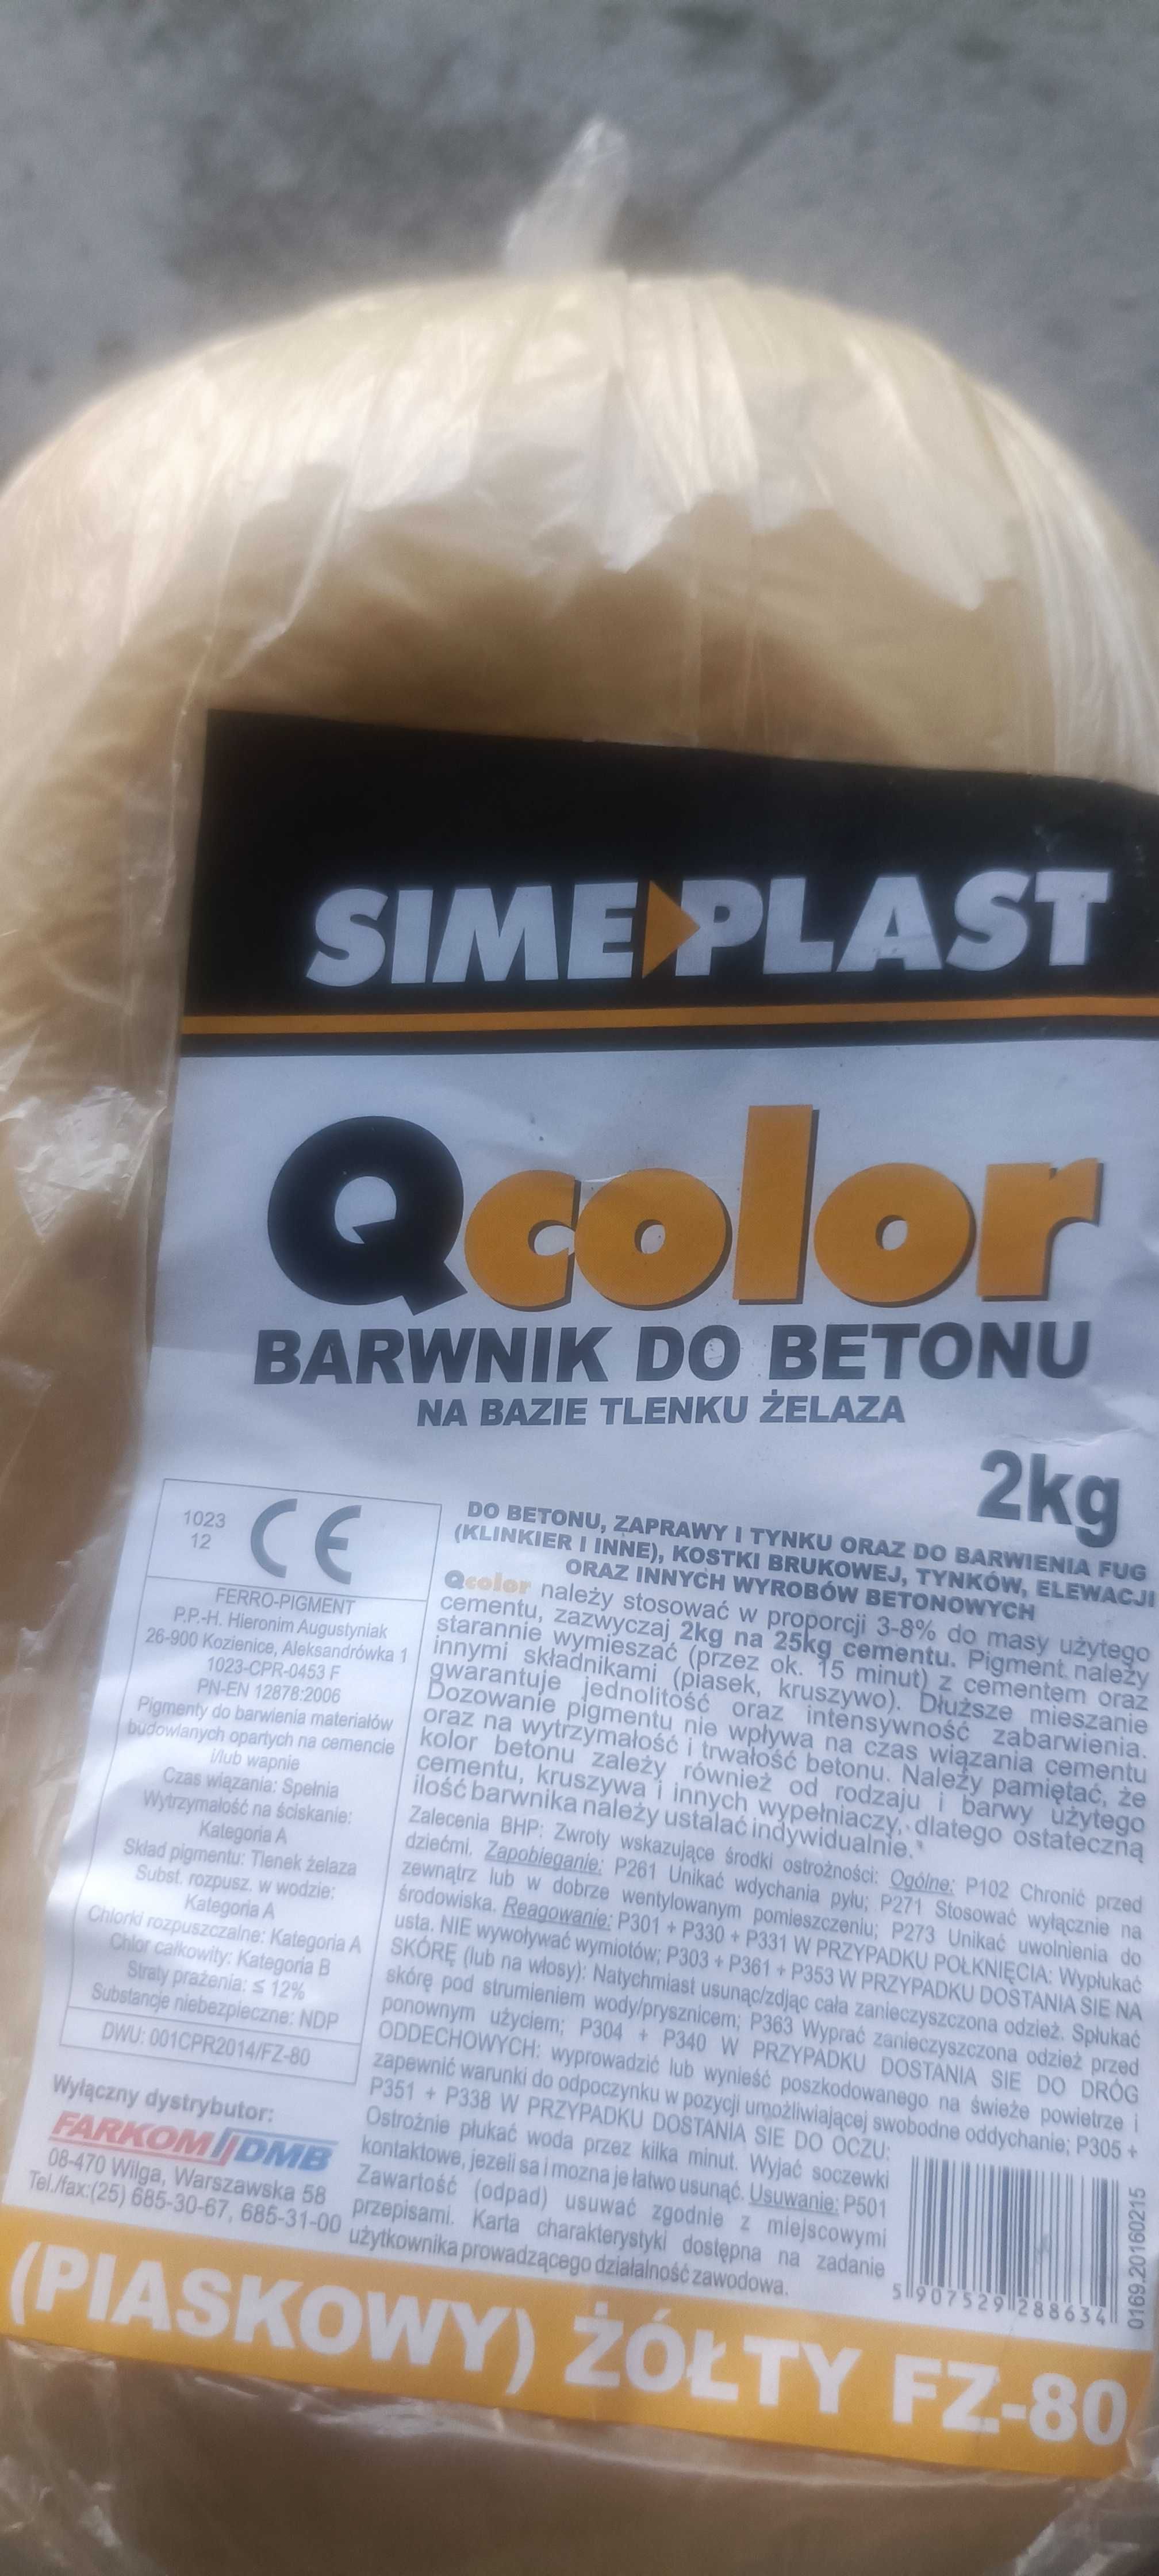 SIMEPLAST
Qcolor
BARWNIK DO BETONU
NA BAZIE TLENKU ŻELAZA
2kg
1023
12
CE
FERRO-PIGMENT
P.P.-H. Hieronim Augustyniak
26-900 Kozienice, Aleksandrówka 1
1023-CPR-0453 F
PN-EN 12878:2006
Pigmenty do barwienia materiałów
budowlanych opartych na cemencie
i/lub wapnie
Czas wiązania: Spełnia
Wytrzymałość na ściskanie:
Kategoria A
Skład pigmentu: Tlenek żelaza
Subst. rozpusz. w wodzie:
Kategoria A
Chlorki rozpuszczalne: Kategoria A
Chlor całkowity: Kategoria B
Straty prażenia: ≤ 12%
Substancje niebezpieczne: NDP
DWU: 001CPR2014/FZ-80
Wyłączny dystrybutor:
FARKOM//DMB
08-470 Wilga, Warszawska 58
Tel./fax:(25) 685-30-67, 685-31-00
DO BETONU, ZAPRAWY I TYNKU ORAZ DO BARWIENIA FUG
(KLINKIER I INNE), KOSTKI BRUKOWEJ, TYNKÓW, ELEWACJI
ORAZ INNYCH WYROBÓW BETONOWYCH
Qcolor należy stosować w proporcji 3-8% do masy użytego
cementu, zazwyczaj 2kg na 25kg cementu. Pigment należy
starannie wymieszać (przez ok. 15 minut) z cementem oraz
innymi składnikami (piasek, kruszywo). Dłuższe mieszanie
gwarantuje jednolitość oraz intensywność zabarwienia.
Dozowanie pigmentu nie wpływa na czas wiązania cementu
oraz na wytrzymałość i trwałość betonu. Należy pamiętać, że
kolor betonu zależy również od rodzaju i barwy użytego
cementu, kruszywa i innych wypełniaczy, dlatego ostateczną
ilość barwnika należy ustalać indywidualnie.*
Zalecenia BHP: Zwroty wskazujące środki ostrożności: Ogólne: P102 Chronić przed
dziećmi. Zapobieganie: P261 Unikać wdychania pyłu; P271 Stosować wyłącznie na
zewnątrz lub w dobrze wentylowanym pomieszczeniu; P273 Unikać uwolnienia do
środowiska. Reagowanie: P301 + P330 + P331 W PRZYPADKU POŁKNIĘCIA: Wypłukać
usta. NIE wywoływać wymiotów; P303 + P361 + P353 W PRZYPADKU DOSTANIA SIE NA
SKÓRĘ (lub na włosy): Natychmiast usunąc/zdjąc cała zanieczyszczona odzież. Spłukać
skórę pod strumieniem wody/prysznicem; P363 Wyprać zanieczyszczona odzież przed
ponownym użyciem; P304 + P340 W PRZYPADKU DOSTANIA SIE DO DRÓG
ODDECHOWYCH: wyprowadzić lub wynieść poszkodowanego na świeże powietrze i
zapewnić warunki do odpoczynku w pozycji umożliwiającej swobodne oddychanie; P305 +
P351 + P338 W PRZYPADKU DOSTANIA SIE DO OCZU:
Ostrożnie płukać woda przez kilka minut. Wyjać soczewki
kontaktowe, jezeli sa i mozna je łatwo usunąć. Usuwanie: P501
Zawartość (odpad) usuwać zgodnie z miejscowymi
przepisami. Karta charakterystyki dostępna na zadanie
użytkownika prowadzącego działalność zawodowa.
5 907529 288634
0169.20160215
(PIASKOWY) ŻÓŁTY FZ-80